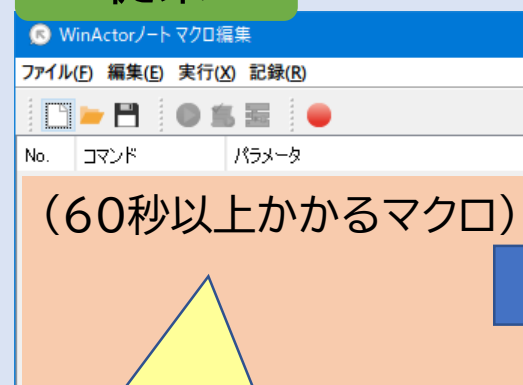 WinActorノート マクロ編集
ファイル(F) 編集(E) 実行(X) 記録(R)
No. コマンド パラメータ
(60秒以上かかるマクロ)